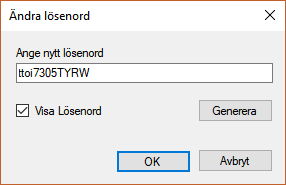 Ändra lösenord
Ange nytt lösenord
ttoi7305TYRW
Visa Lösenord
Generera
OK
Avbryt